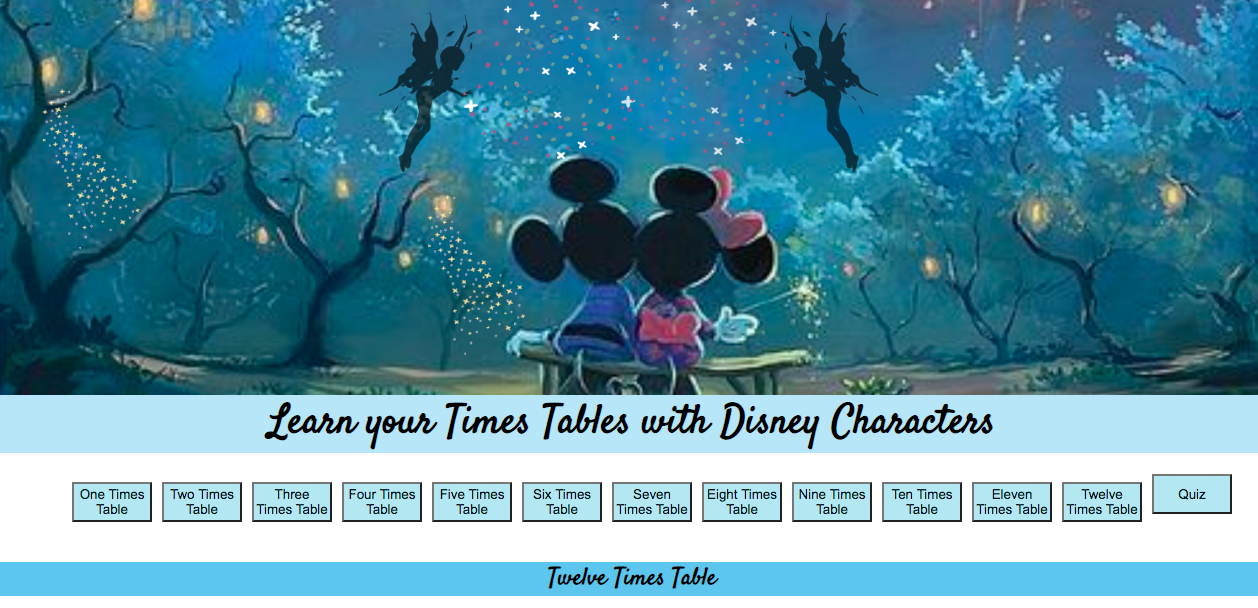 Learn your Times Tables with Disney Characters
One Times
Table
Two Times
Table
Three
Times Table
Four Times
Table
Five Times
Table
Six Times
Table
Seven
Times Table
Eight Times
Table
Nine Times
Table
Ten Times
Table
Eleven
Times Table
Twelve
Times Table
Quiz
Twelve Times Table